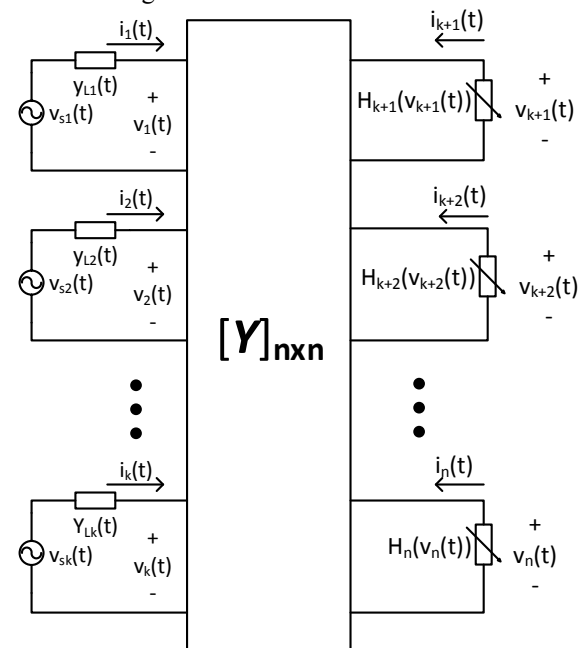 i1(t)
yL1(t)
vs1(t)
+
v1(t)
-
i2(t)
yL2(t)
vs2(t)
+
v2(t)
-
ik(t)
YLk(t)
vsk(t)
+
vk(t)
-
[Y]nxn
ik+1(t)
Hk+1(vk+1(t))
+
vk+1(t)
-
ik+2(t)
Hk+2(vk+2(t))
+
vk+2(t)
-
in(t)
Hn(vn(t))
+
vn(t)
-